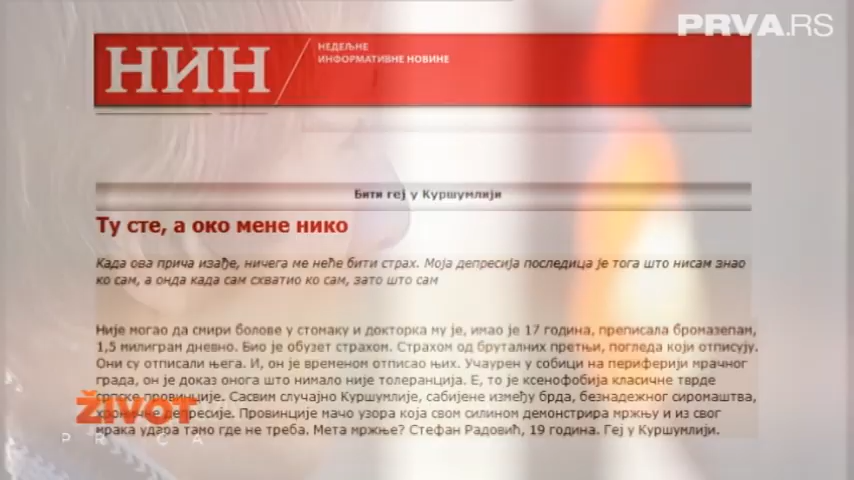 PRVA.RS
НИН
НЕДЕЉНЕ
ИНФОРМАТИВНЕ НОВИНЕ
Бити геј у Куршумлији
Ту сте, а око мене нико
Када ова прича изађе, ничега ме неће бити страх. Моја депресија последица је тога што нисам знао
ко сам, а онда када сам схватио ко сам, зато што сам
Није могао да смири болове у стомаку и докторка му је, имао је 17 година, преписала бромазепам,
1,5 милиграм дневно. Био је обузет страхом. Страхом од бруталних претњи, погледа који отписују.
Они су отписали њега. И, он је временом отписао њих. Учаурен у собици на периферији мрачног
града, он је доказ онога што нимало није толеранција. Е, то је ксенофобија класичне тврде
српске провинције. Сасвим случајно Куршумлије, сабијене између брда, безнадежног сиромаштва,
хроничне депресије. Провинције мачо узора која свом силином демонстрира мржњу и из свог
мрака удара тамо где не треба. Мета мржње? Стефан Радовић, 19 година. Геј у Куршумлији.
ŽIVOT
PRIČA